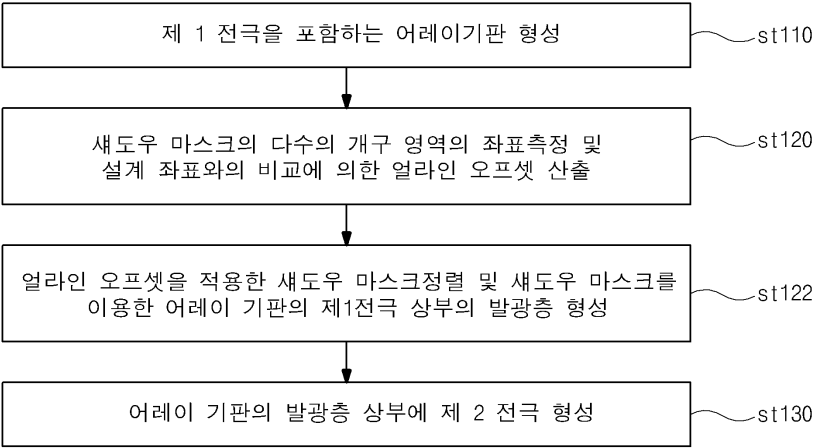 제 1 전극을 포함하는 어레이기판 형성
st110
섀도우 마스크의 다수의 개구 영역의 좌표측정 및
설계 좌표와의 비교에 의한 얼라인 오프셋 산출
st120
얼라인 오프셋을 적용한 섀도우 마스크정렬 및 섀도우 마스크를
이용한 어레이 기판의 제1전극 상부의 발광층 형성
st122
어레이 기판의 발광층 상부에 제 2 전극 형성
st130